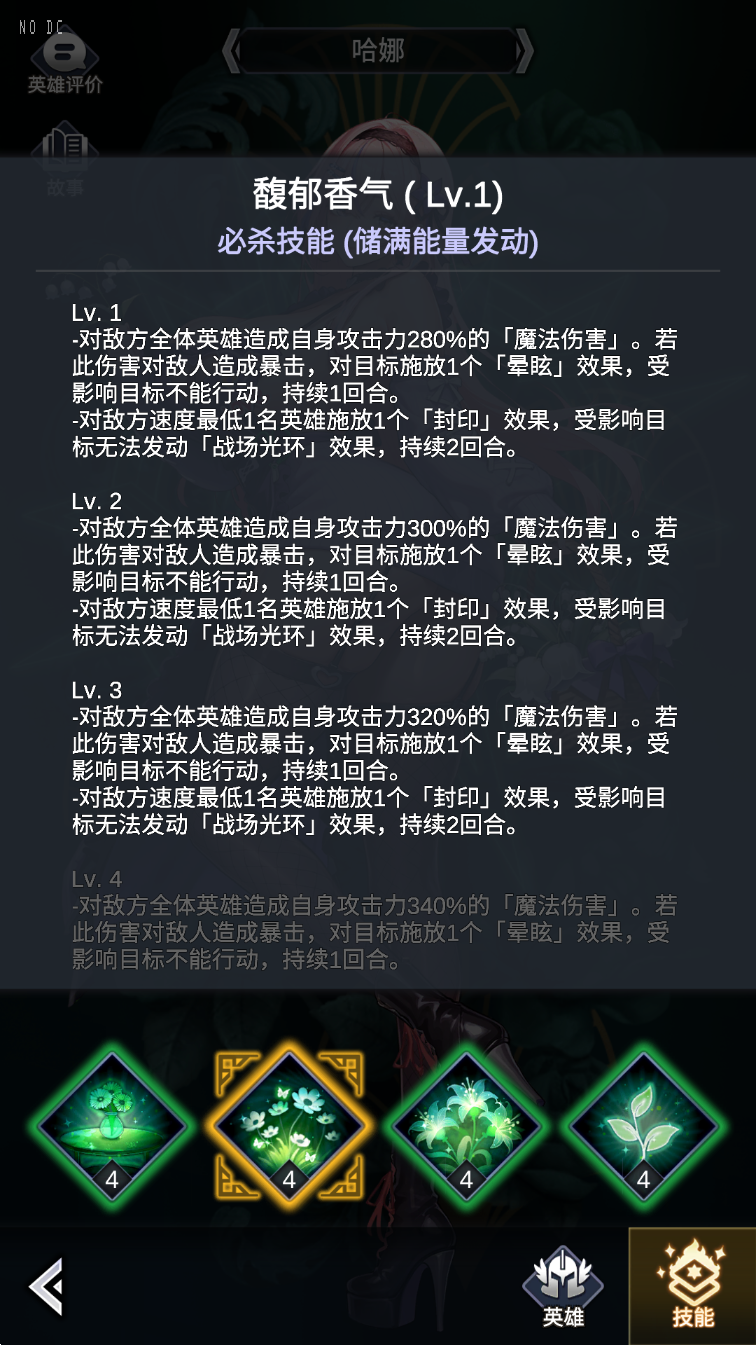 NO DC
哈娜
英雄评价
故事
馥郁香气 ( Lv.1)
必杀技能 (储满能量发动)
Lv. 1
-对敌方全体英雄造成自身攻击力280%的「魔法伤害」。若
此伤害对敌人造成暴击，对目标施放1个「晕眩」效果，受
影响目标不能行动，持续1回合。
-对敌方速度最低1名英雄施放1个「封印」效果，受影响目
标无法发动「战场光环」效果，持续2回合。
Lv. 2
-对敌方全体英雄造成自身攻击力300%的「魔法伤害」。若
此伤害对敌人造成暴击，对目标施放1个「晕眩」效果，受
影响目标不能行动，持续1回合。
-对敌方速度最低1名英雄施放1个「封印」效果，受影响目
标无法发动「战场光环」效果，持续2回合。
Lv. 3
-对敌方全体英雄造成自身攻击力320%的「魔法伤害」。若
此伤害对敌人造成暴击，对目标施放1个「晕眩」效果，受
影响目标不能行动，持续1回合。
-对敌方速度最低1名英雄施放1个「封印」效果，受影响目
标无法发动「战场光环」效果，持续2回合。
Lv. 4
-对敌方全体英雄造成自身攻击力340%的「魔法伤害」。若
此伤害对敌人造成暴击，对目标施放1个「晕眩」效果，受
影响目标不能行动，持续1回合。
4
4
4
4
英雄
技能